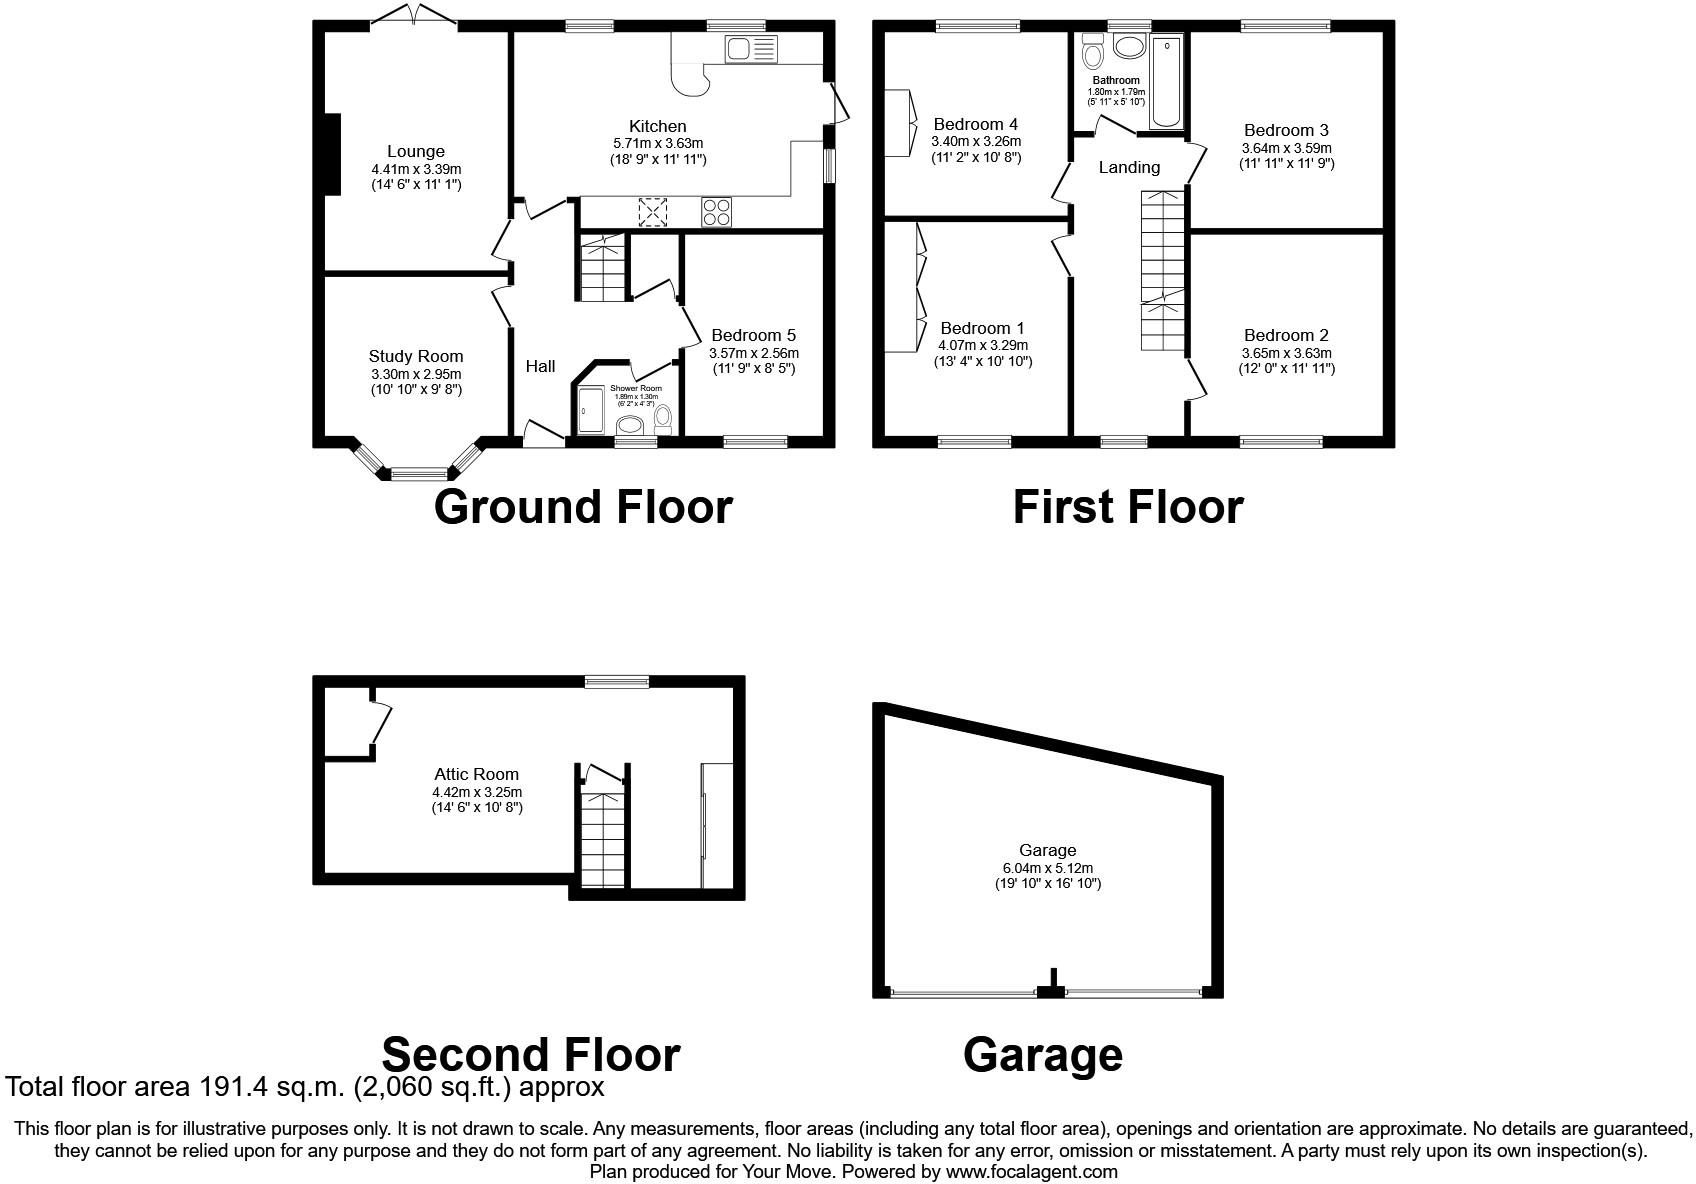 Lounge
4.41m x 3.39m
(14' 6" x 11' 1")
Kitchen
5.71m x 3.63m
(18' 9" x 11' 11")
Study Room
3.30m x 2.95m
(10' 10" x 9' 8")
Hall
Shower Room
1.89m x 1.30m
(6' 2" x 4' 3")
Bedroom 5
3.57m x 2.56m
(11' 9" x 8' 5")
Ground Floor
Bedroom 4
3.40m x 3.26m
(11' 2" x 10' 8")
Bathroom
1.80m x 1.79m
(5' 11" x 5' 10")
Landing
Bedroom 3
3.64m x 3.59m
(11' 11" x 11' 9")
Bedroom 1
4.07m x 3.29m
(13' 4" x 10' 10")
Bedroom 2
3.65m x 3.63m
(12' 0" x 11' 11")
First Floor
Attic Room
4.42m x 3.25m
(14' 6" x 10' 8")
Second Floor
Garage
6.04m x 5.12m
(19' 10" x 16' 10")
Garage
Total floor area 191.4 sq.m. (2,060 sq.ft.) approx
This floor plan is for illustrative purposes only. It is not drawn to scale. Any measurements, floor areas (including any total floor area), openings and orientation are approximate. No details are guaranteed,
they cannot be relied upon for any purpose and they do not form part of any agreement. No liability is taken for any error, omission or misstatement. A party must rely upon its own inspection(s).
Plan produced for Your Move. Powered by www.focalagent.com